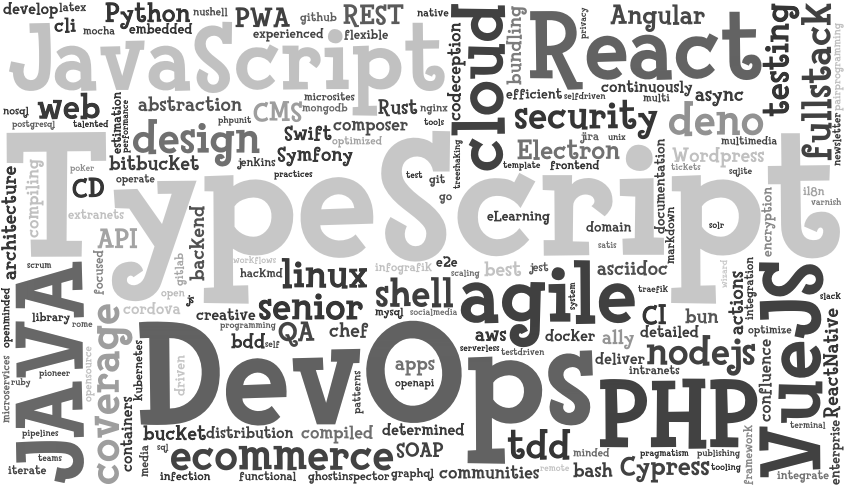 develop
latex
Python
nushell
PWA
github
REST
native
cli
mocha
embedded
experienced
flexible
JavaScript
codeception
cloud
bundling
React
privacy
Angular
testing
fullstack
pairprogramming
newsletter
nosql
web
postgresql
talented
estimation
performance
abstraction
phpunit
CMS
microsites
mongodb
Rust
nginx
tools
efficient
selfdriven
continuously
multi
async
design
Swift
composer
optimized
Symfony
security
jira
unix
deno
multimedia
bitbucket
jenkins
practices
operate
poker
CD
compiling
architecture
TypeScript
test
git
go
treeshaking
Electron
template
frontend
documentation
markdown
Wordpress
tickets
sqlite
il8n
varnish
encryption
extranets
API
backend
gitlab
focused
open
eLearning
domain
satis
solr
scrum
workflows
hackmd
linux
infografik
e2e
scaling
best
jest
asciidoc
traefik
system
wizard
actions
integration
VueJS
slack
JAVA
openminded
library
rome
cordova
js
creative
programming
senior
shell
mysql
socialmedia
agile
CI
bun
detailed
optimize
coverage
opensource
kubernetes
driven
bdd
self
QA
chef
aws
serverless
testdriven
docker
ally
deliver
nodejs
intranets
confluence
ReactNative
enterprise
microservices
ruby
pioneer
DevOps
apps
openapi
patterns
PHP
terminal
pipelines
teams
iterate
containers
media
sql
bucket
distribution
compiled
determined
SOAP
ecommerce
infection
functional
ghostinspector
graphql
communities
remote
tdd
minded
bash
Cypress
pragmatism
publishing
tooling
framework
integrate